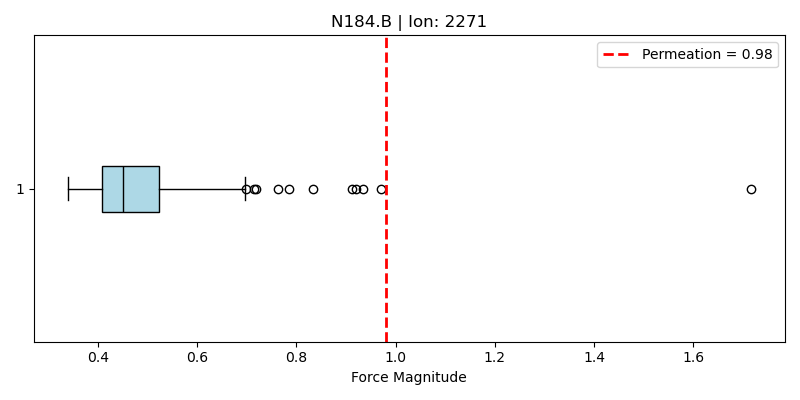 N184.B | Ion: 2271
Permeation = 0.98
1
0.4 0.6 0.8 1.0 1.2 1.4 1.6
Force Magnitude